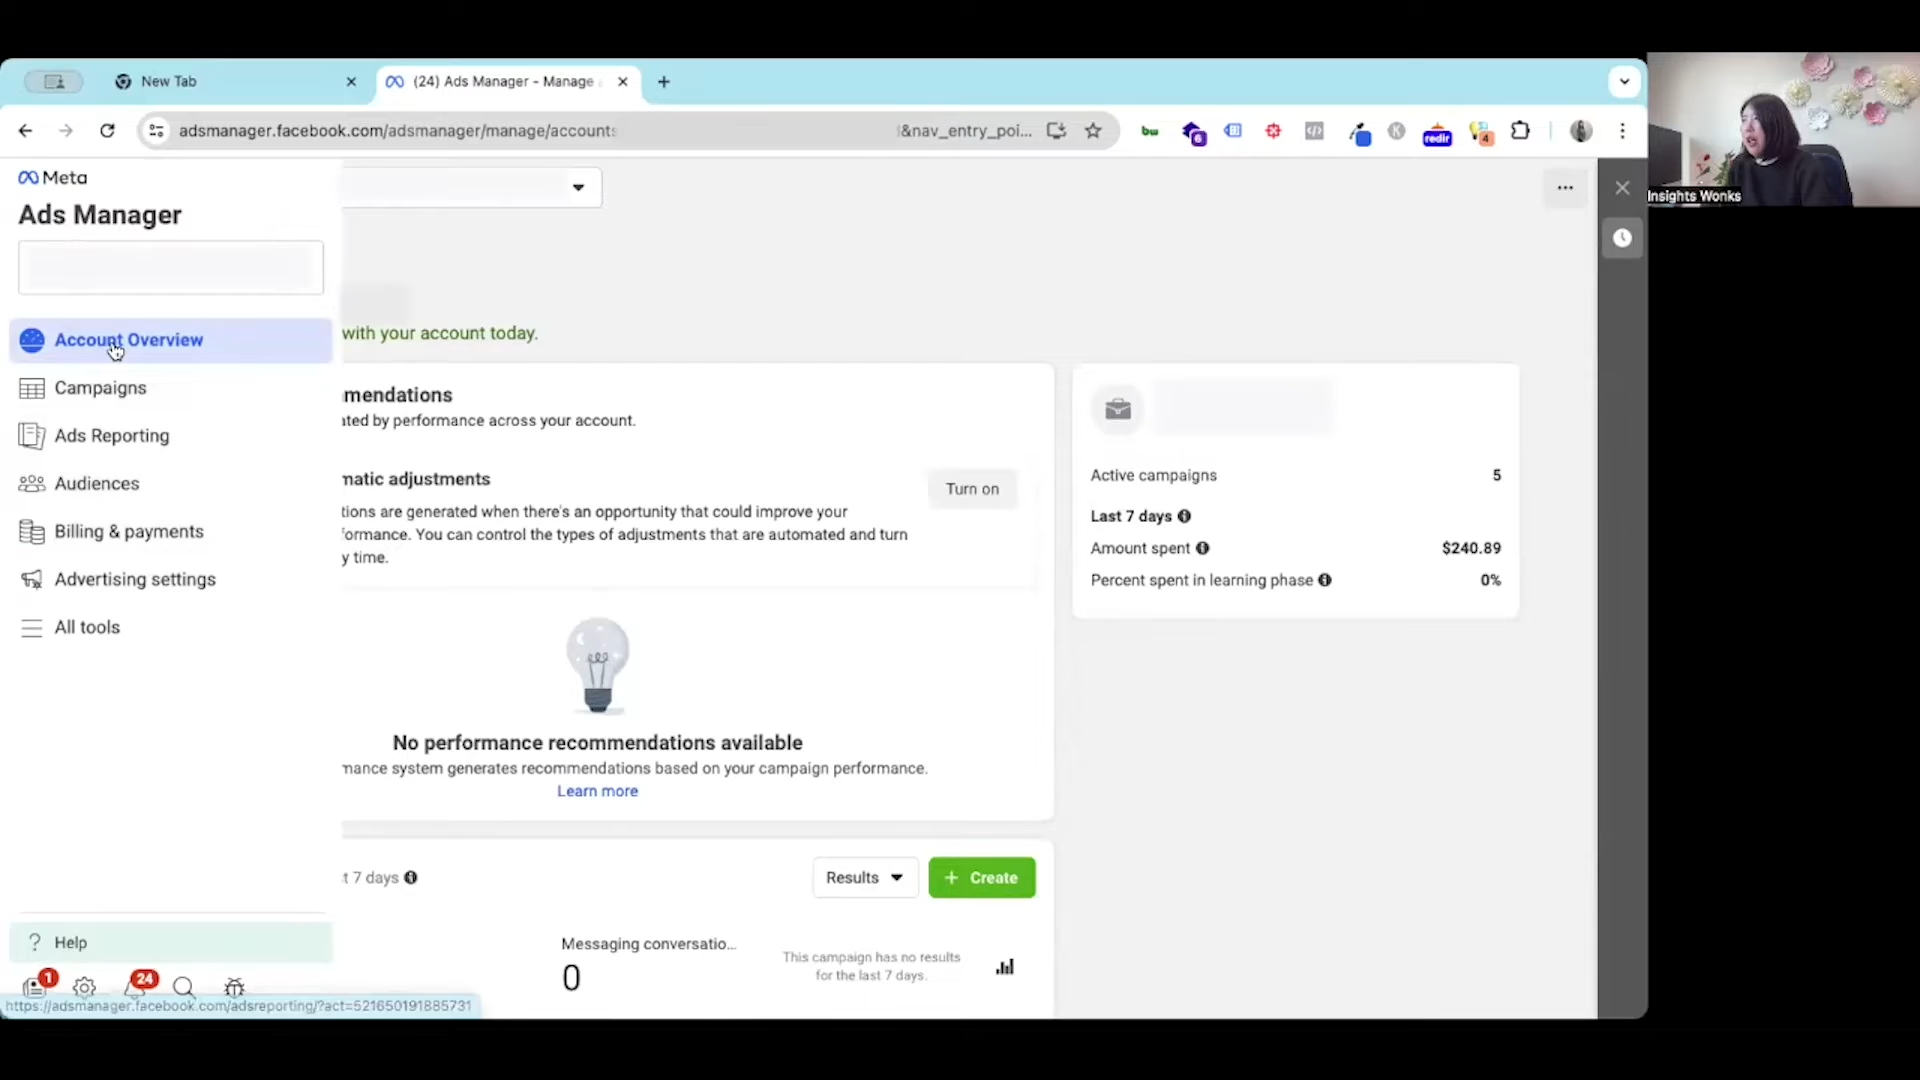 New Tab
(24) Ads Manager - Manage
adsmanager.facebook.com/adsmanager/manage/accounts
&nav_entry_poi...
bw
6
K
redir
4
Insights Wonks
Meta
Ads Manager
Account Overview
Campaigns
Ads Reporting
Audiences
Billing & payments
Advertising settings
All tools
? Help
1
24
https://adsmanager.facebook.com/adsreporting/?act=521650191885731
with your account today.
mendations
ated by performance across your account.
matic adjustments
Turn on
tions are generated when there's an opportunity that could improve your
formance. You can control the types of adjustments that are automated and turn
y time.
No performance recommendations available
mance system generates recommendations based on your campaign performance.
Learn more
t 7 days
Results
+ Create
Messaging conversatio...
0
This campaign has no results
for the last 7 days.
Active campaigns 5
Last 7 days
Amount spent $240.89
Percent spent in learning phase 0%